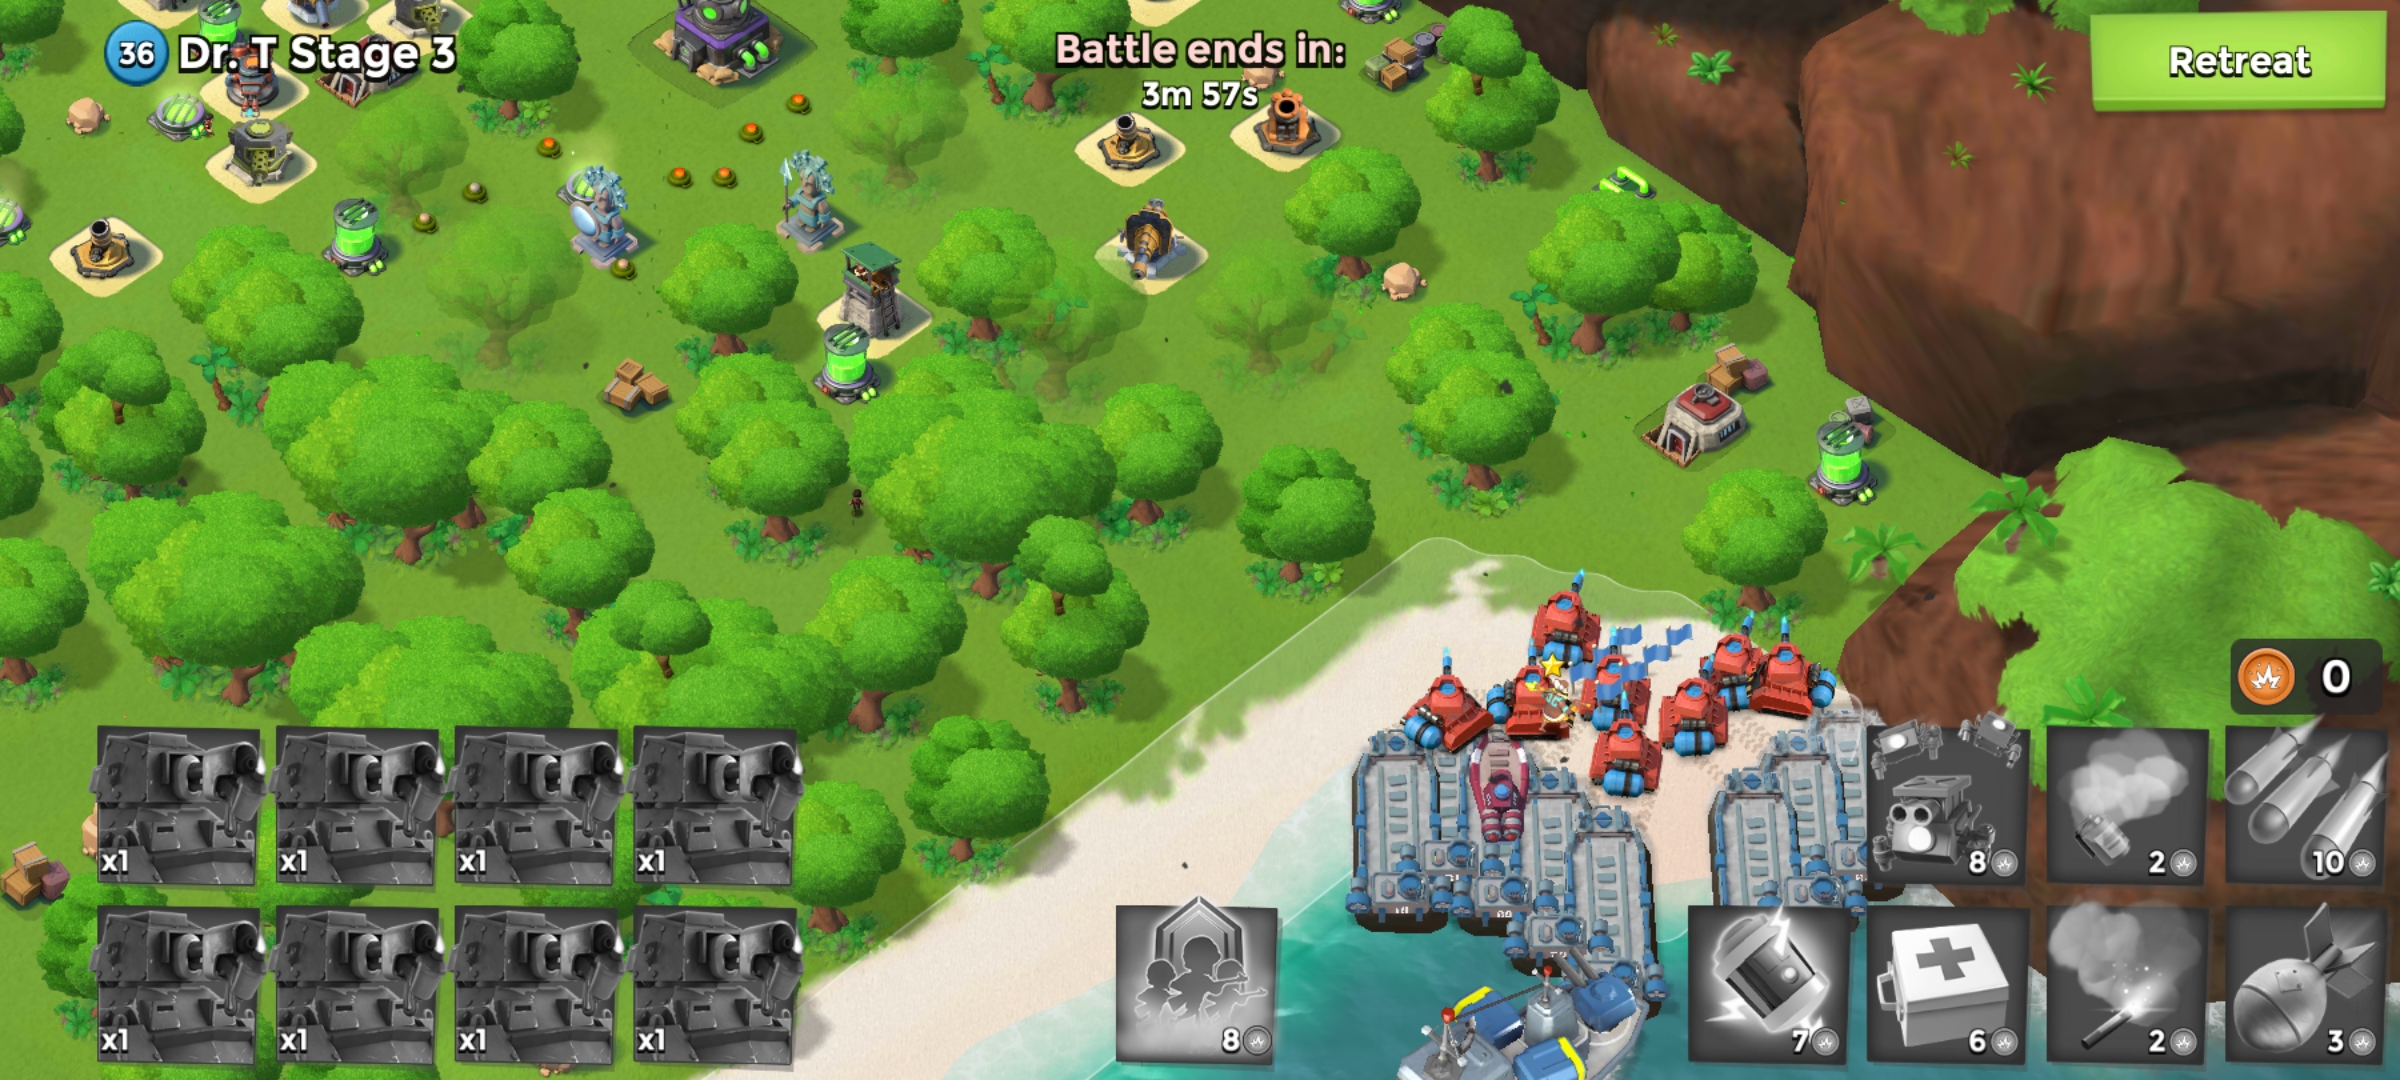 36 Dr. T Stage 3
Battle ends in:
3m 57s
Retreat
0
x1 x1 x1 x1
8 2 10
x1 x1 x1 x1
8 7 6 2 3